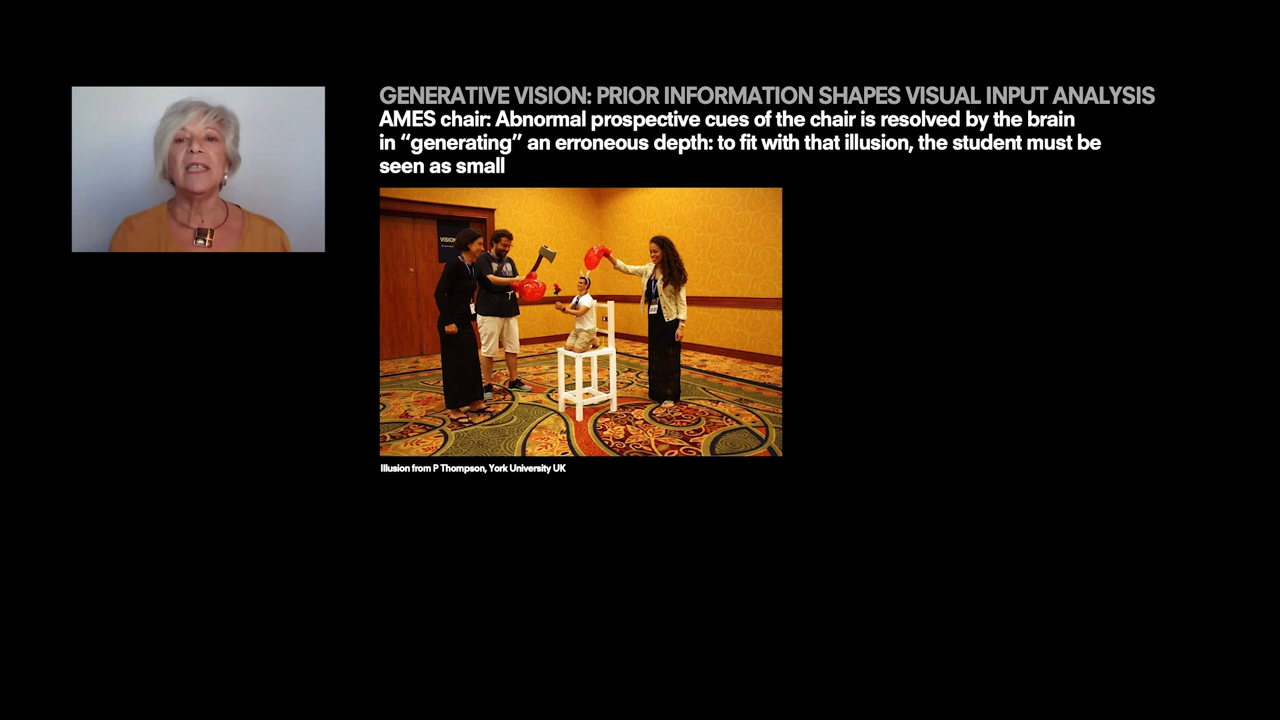 GENERATIVE VISION: PRIOR INFORMATION SHAPES VISUAL INPUT ANALYSIS
AMES chair: Abnormal prospective cues of the chair is resolved by the brain
in “generating” an erroneous depth: to fit with that illusion, the student must be
seen as small
VISION
Illusion from P Thompson, York University UK